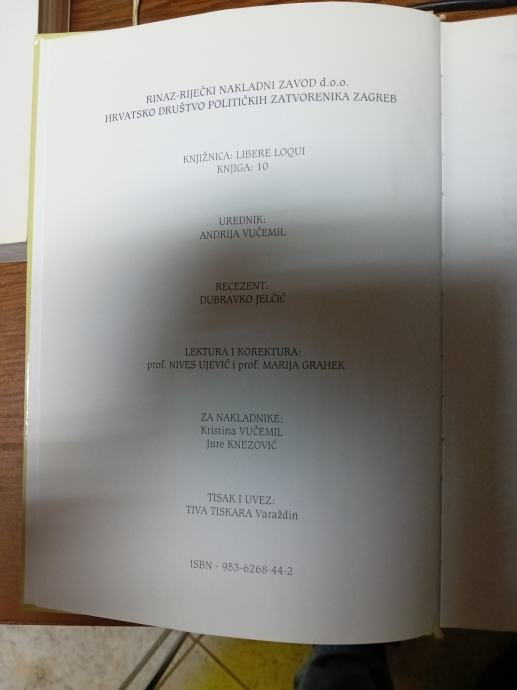 RINAZ-RIJEČKI NAKLADNI ZAVOD d.o.o.
HRVATSKO DRUŠTVO POLITIČKIH ZATVORENIKA ZAGREB
KNJIŽNICA: LIBERE LOQUI
KNJIGA: 10
UREDNIK:
ANDRIJA VUČEMIL
RECEZENT:
DUBRAVKO JELČIĆ
LEKTURA I KOREKTURA:
prof. NIVES UJEVIĆ i prof. MARIJA GRAHEK
ZA NAKLADNIKE:
Kristina VUČEMIL
Jure KNEZOVIĆ
TISAK I UVEZ:
TIVA TISKARA Varaždin
ISBN - 953-6268-44-2